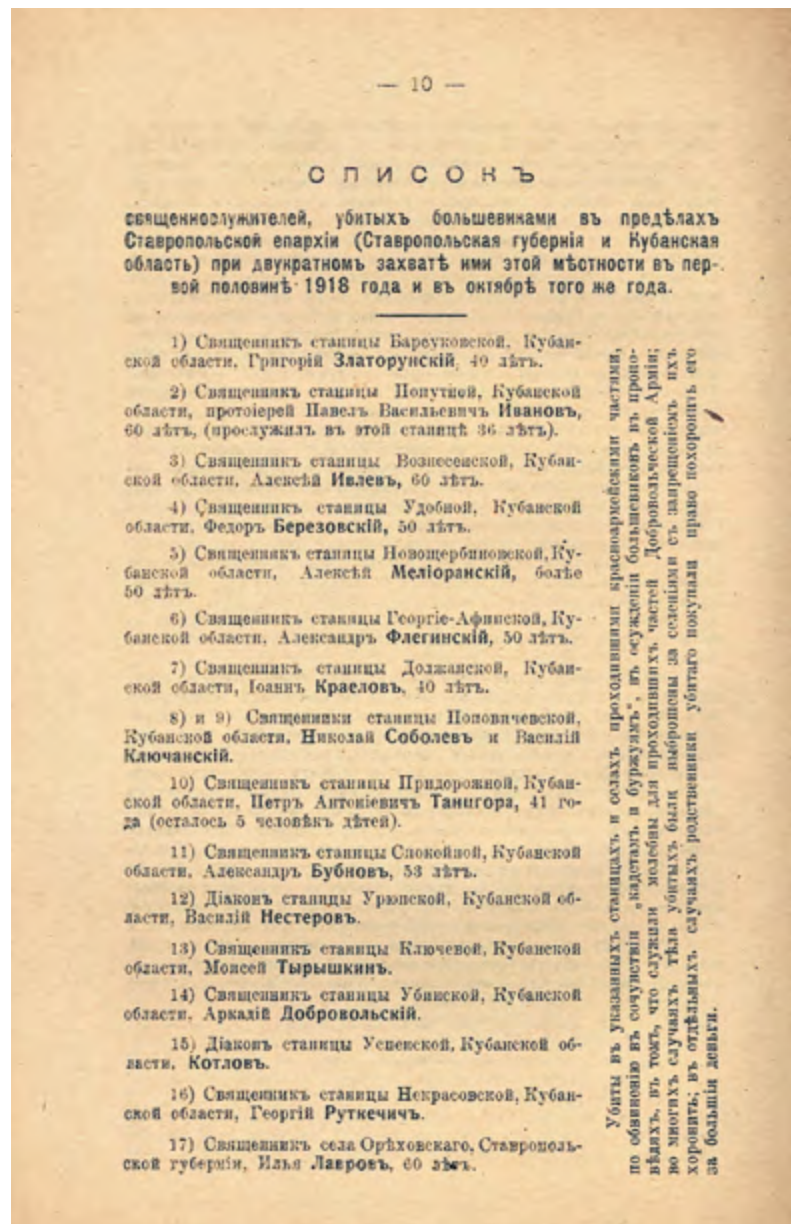 — 10 —
СПИСОКЪ
священнослужителей, убитыхъ большевиками въ предѣлахъ
Ставропольской епархіи (Ставропольская губернія и Кубанская
область) при двукратномъ захватѣ ими этой мѣстности въ пер-
вой половинѣ 1918 года и въ октябрѣ того же года.
1) Священникъ станицы Барсуковской, Кубан-
ской области, Григорій Златорунскій, 40 лѣтъ.
2) Священникъ станицы Попутной, Кубанской
области, протоіерей Павелъ Васильевичъ Ивановъ,
60 лѣтъ, (прослужилъ въ этой станицѣ 36 лѣтъ).
3) Священникъ станицы Вознесенской, Кубан-
ской области, Алексѣй Ивлевъ, 60 лѣтъ.
4) Священникъ станицы Удобной, Кубанской
области, Федоръ Березовскій, 50 лѣтъ.
5) Священникъ станицы Новощербиновской, Ку-
банской области, Алексѣй Меліоранскій, болѣе
50 лѣтъ.
6) Священникъ станицы Георгіе-Афипской, Ку-
банской области, Александръ Флегинскій, 50 лѣтъ.
7) Священникъ станицы Должанской, Кубан-
ской области, Іоаннъ Краеловъ, 40 лѣтъ.
8) и 9) Священники станицы Поповичевской,
Кубанской области, Николай Соболевъ и Василій
Ключанскій.
10) Священник станицы Придорожной, Кубан-
ской области, Петръ Антоніевичъ Танцюра, 41 го-
да (осталось 5 человѣкъ дѣтей).
11) Священникъ станицы Спокойной, Кубанской
области, Александръ Бубновъ, 53 лѣтъ.
12) Діаконъ станицы Урюпской, Кубанской об-
ласти, Василій Нестеровъ.
13) Священникъ станицы Ключевой, Кубанской
области, Моисей Тырышкинъ.
14) Священникъ станицы Убинской, Кубанской
области, Аркадій Добровольскій.
15) Діаконъ станицы Успенской, Кубанской об-
ласти, Котловъ.
16) Священникъ станицы Некрасовской, Кубан-
ской области, Георгій Руткечичъ.
17) Священникъ села Орѣховскаго, Ставрополь-
ской губерніи, Илья Лавровъ, 60 лѣтъ.
Убиты въ указанныхъ станицахъ и селахъ проходившими красноармейскими частями,
по обвиненію въ сочувствіи „кадетамъ и буржуямъ", въ осужденіи большевиковъ въ пропо-
вѣдяхъ, въ томъ, что служили молебны для проходившихъ частей Добровольческой Арміи;
во многихъ случаяхъ тѣла убитыхъ были выброшены за селеніями съ запрещеніемъ ихъ
хоронить; въ отдѣльныхъ случаяхъ родственники убитаго покупали право похоронить его
за большія деньги.